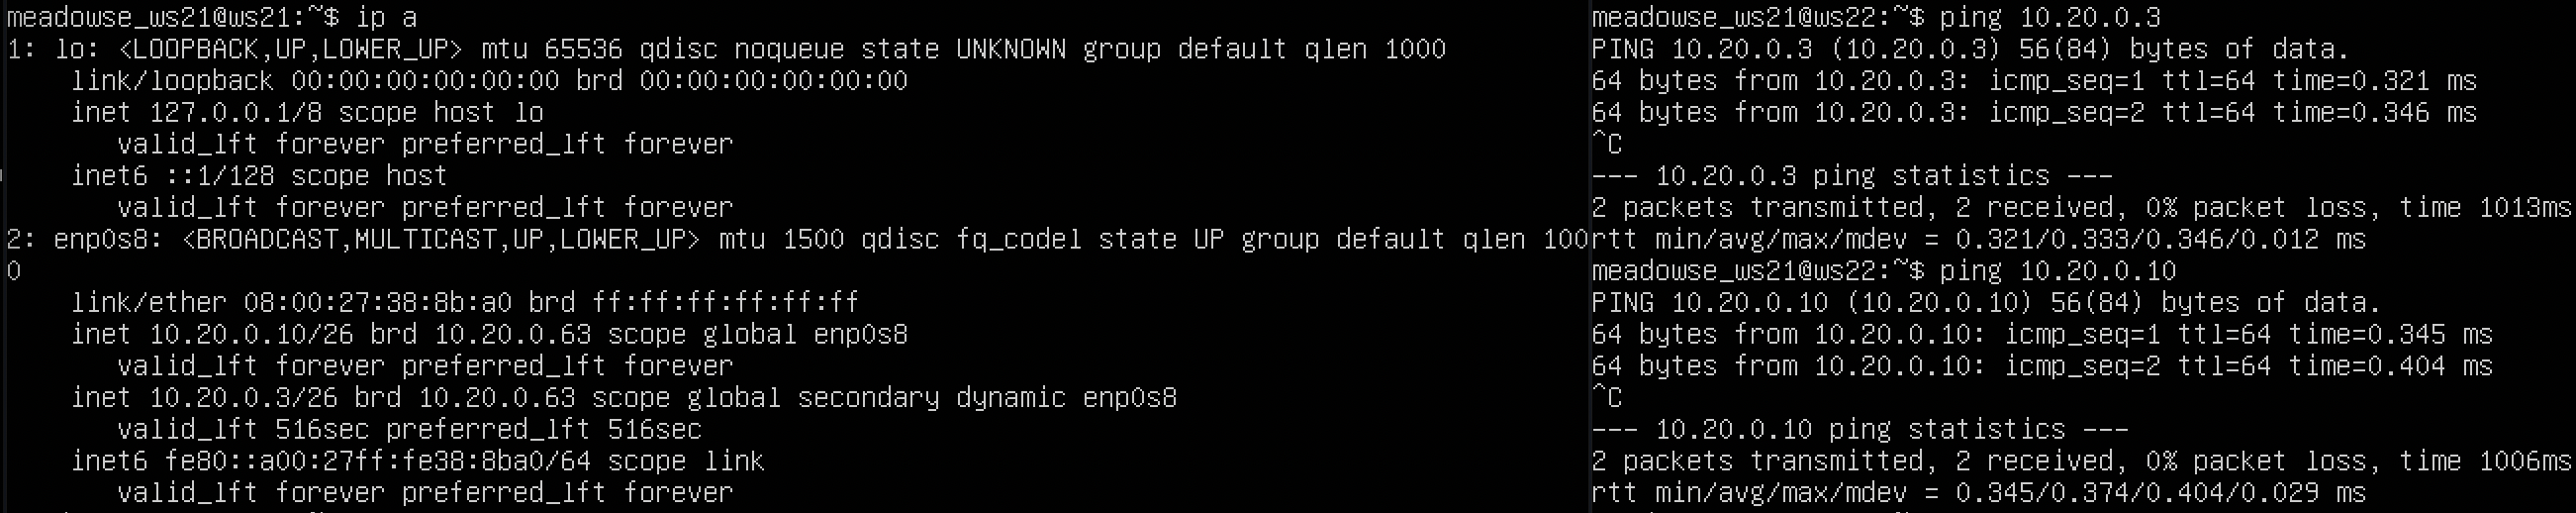 meadowse_ws21@ws21:~$ ip a
1: lo: <LOOPBACK,UP,LOWER_UP> mtu 65536 qdisc noqueue state UNKNOWN group default qlen 1000
    link/loopback 00:00:00:00:00:00 brd 00:00:00:00:00:00
    inet 127.0.0.1/8 scope host lo
       valid_lft forever preferred_lft forever
    inet6 ::1/128 scope host
       valid_lft forever preferred_lft forever
2: enp0s8: <BROADCAST,MULTICAST,UP,LOWER_UP> mtu 1500 qdisc fq_codel state UP group default qlen 100
0
    link/ether 08:00:27:38:8b:a0 brd ff:ff:ff:ff:ff:ff
    inet 10.20.0.10/26 brd 10.20.0.63 scope global enp0s8
       valid_lft forever preferred_lft forever
    inet 10.20.0.3/26 brd 10.20.0.63 scope global secondary dynamic enp0s8
       valid_lft 516sec preferred_lft 516sec
    inet6 fe80::a00:27ff:fe38:8ba0/64 scope link
       valid_lft forever preferred_lft forever
meadowse_ws21@ws22:~$ ping 10.20.0.3
PING 10.20.0.3 (10.20.0.3) 56(84) bytes of data.
64 bytes from 10.20.0.3: icmp_seq=1 ttl=64 time=0.321 ms
64 bytes from 10.20.0.3: icmp_seq=2 ttl=64 time=0.346 ms
^C
--- 10.20.0.3 ping statistics ---
2 packets transmitted, 2 received, 0% packet loss, time 1013ms
rtt min/avg/max/mdev = 0.321/0.333/0.346/0.012 ms
meadowse_ws21@ws22:~$ ping 10.20.0.10
PING 10.20.0.10 (10.20.0.10) 56(84) bytes of data.
64 bytes from 10.20.0.10: icmp_seq=1 ttl=64 time=0.345 ms
64 bytes from 10.20.0.10: icmp_seq=2 ttl=64 time=0.404 ms
^C
--- 10.20.0.10 ping statistics ---
2 packets transmitted, 2 received, 0% packet loss, time 1006ms
rtt min/avg/max/mdev = 0.345/0.374/0.404/0.029 ms